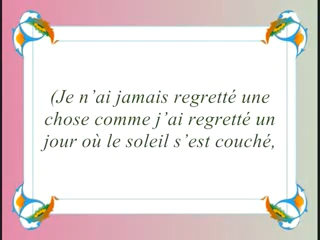 (Je n’ai jamais regretté une
chose comme j’ai regretté un
jour où le soleil s’est couché,